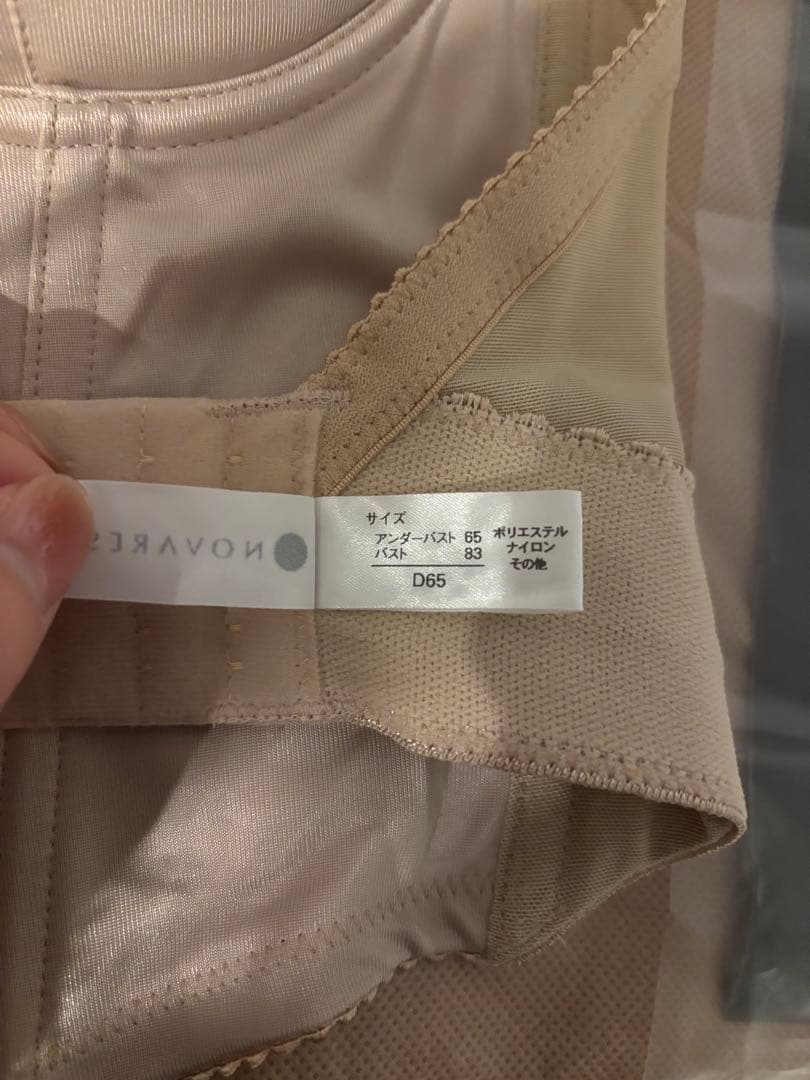 NOVARES
サイズ
アンダーバスト 65
バスト 83
D65
ポリエステル
ナイロン
その他